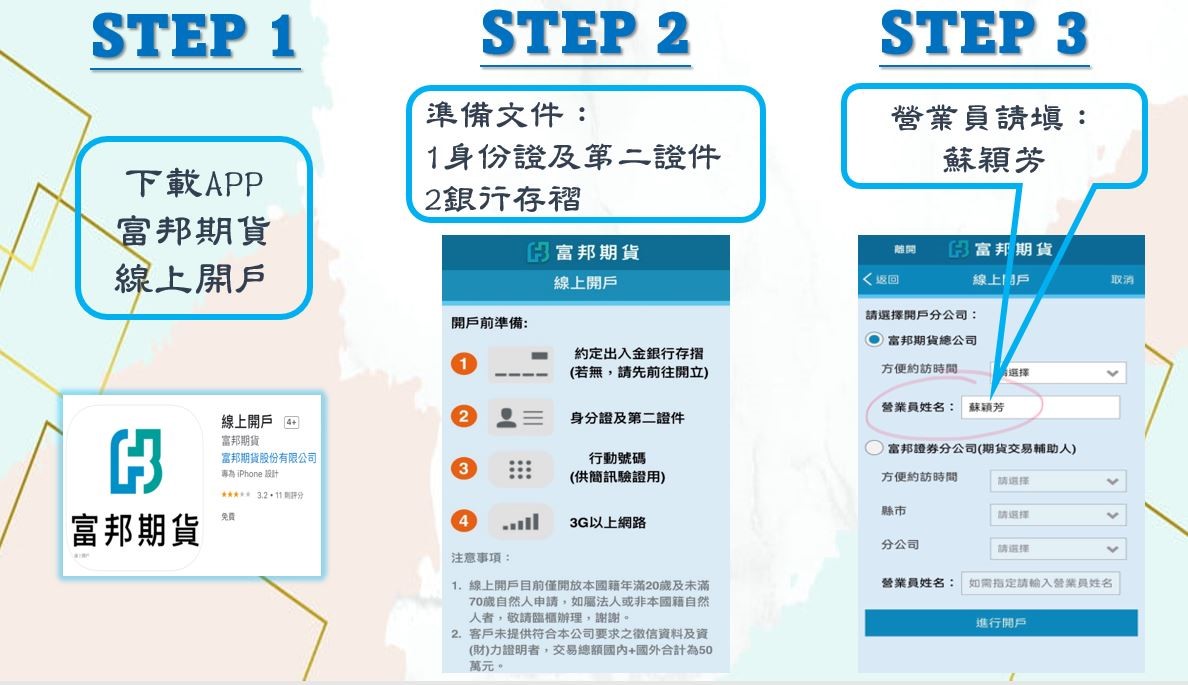 STEP 1
下載APP
富邦期貨
線上開戶
富邦期貨
線上開戶 4+
富邦期貨
富邦期貨股份有限公司
專為 iPhone 設計
3.2 • 11 則評分
免費
STEP 2
準備文件：
1身份證及第二證件
2銀行存褶
富邦期貨
線上開戶
開戶前準備:
1 約定出入金銀行存摺
(若無，請先前往開立)
2 身分證及第二證件
3 行動號碼
(供簡訊驗證用)
4 3G以上網路
注意事項：
1. 線上開戶目前僅開放本國籍年滿20歲及未滿
70歲自然人申請，如屬法人或非本國籍自然
人者，敬請臨櫃辦理，謝謝。
2. 客戶未提供符合本公司要求之徵信資料及資
(財)力證明者，交易總額國內+國外合計為50
萬元。
STEP 3
營業員請填：
蘇穎芳
離開 富邦期貨
返回 線上開戶 取消
請選擇開戶分公司：
富邦期貨總公司
方便約訪時間 請選擇
營業員姓名： 蘇穎芳
富邦證券分公司(期貨交易輔助人)
方便約訪時間 請選擇
縣市 請選擇
分公司 請選擇
營業員姓名： 如需指定請輸入營業員姓名
進行開戶